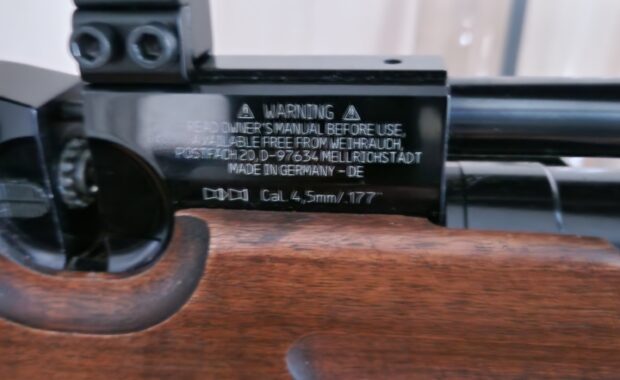 ⚠ WARNING ⚠
READ OWNER'S MANUAL BEFORE USE.
AVAILABLE FREE FROM WEIHRAUCH,
POSTFACH 20, D-97634 MELLRICHSTADT
MADE IN GERMANY - DE
Cal. 4,5mm/.177"